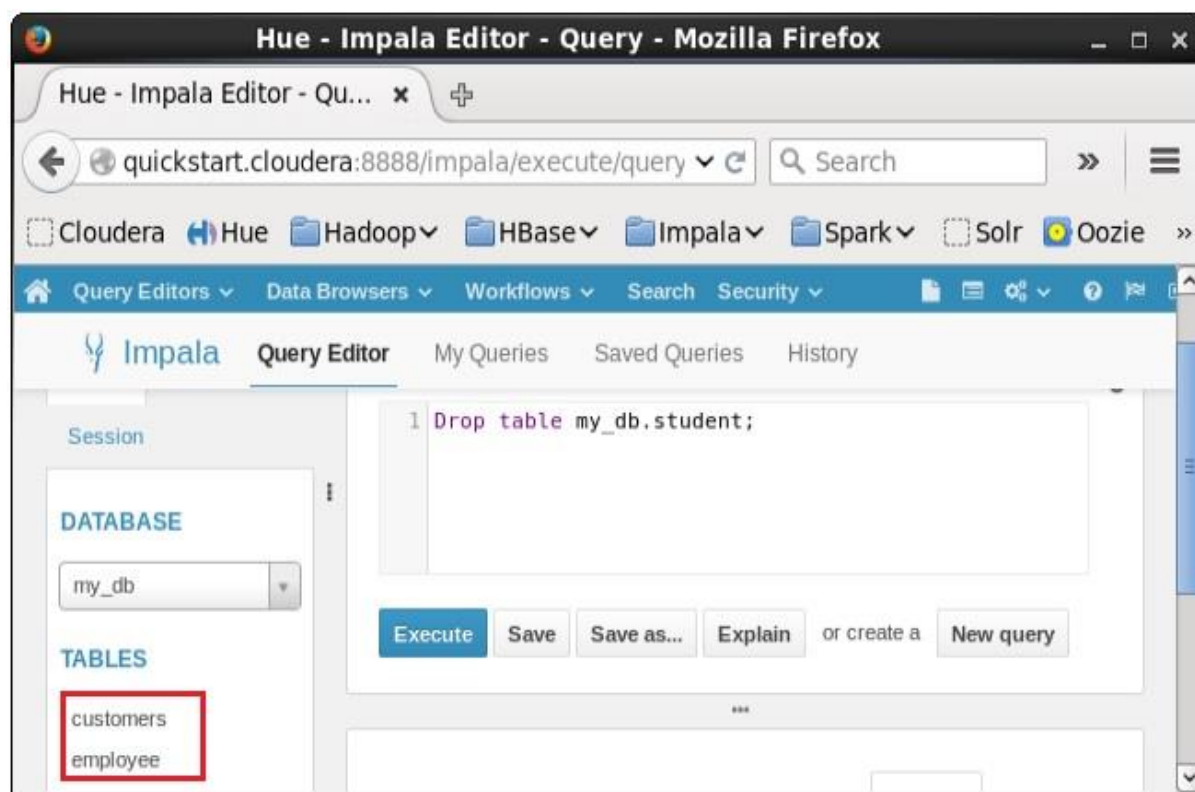 Hue - Impala Editor - Query - Mozilla Firefox
Hue - Impala Editor - Qu...
quickstart.cloudera:8888/impala/execute/query
Search
Cloudera Hue Hadoop HBase Impala Spark Solr Oozie »
Query Editors Data Browsers Workflows Search Security
Impala Query Editor My Queries Saved Queries History
Session
1 Drop table my_db.student;
DATABASE
my_db
Execute Save Save as... Explain or create a New query
TABLES
customers
employee